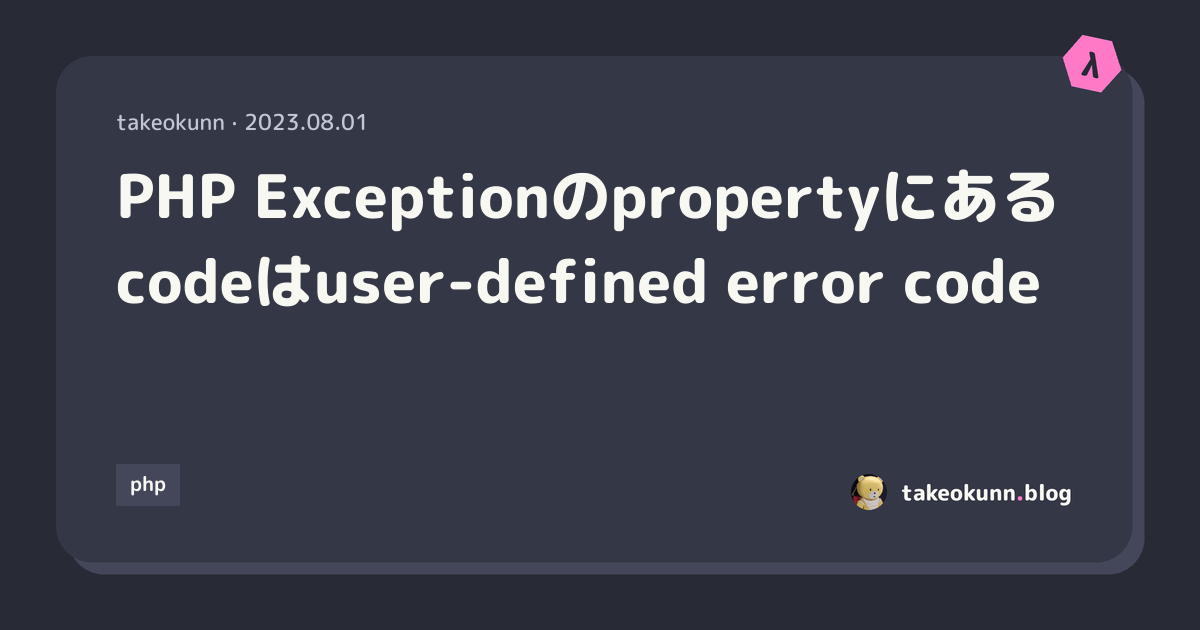 λ
takeokunn · 2023.08.01
PHP Exceptionのpropertyにある
codeはuser-defined error code
php
takeokunn.blog